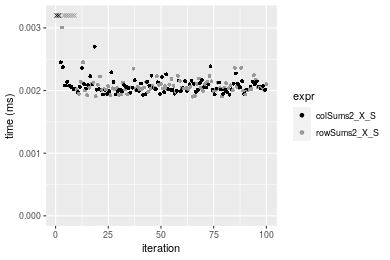 0.003
0.002
0.001
0.000
time (ms)
0
25
50
75
100
iteration
expr
colSums2_X_S
rowSums2_X_S